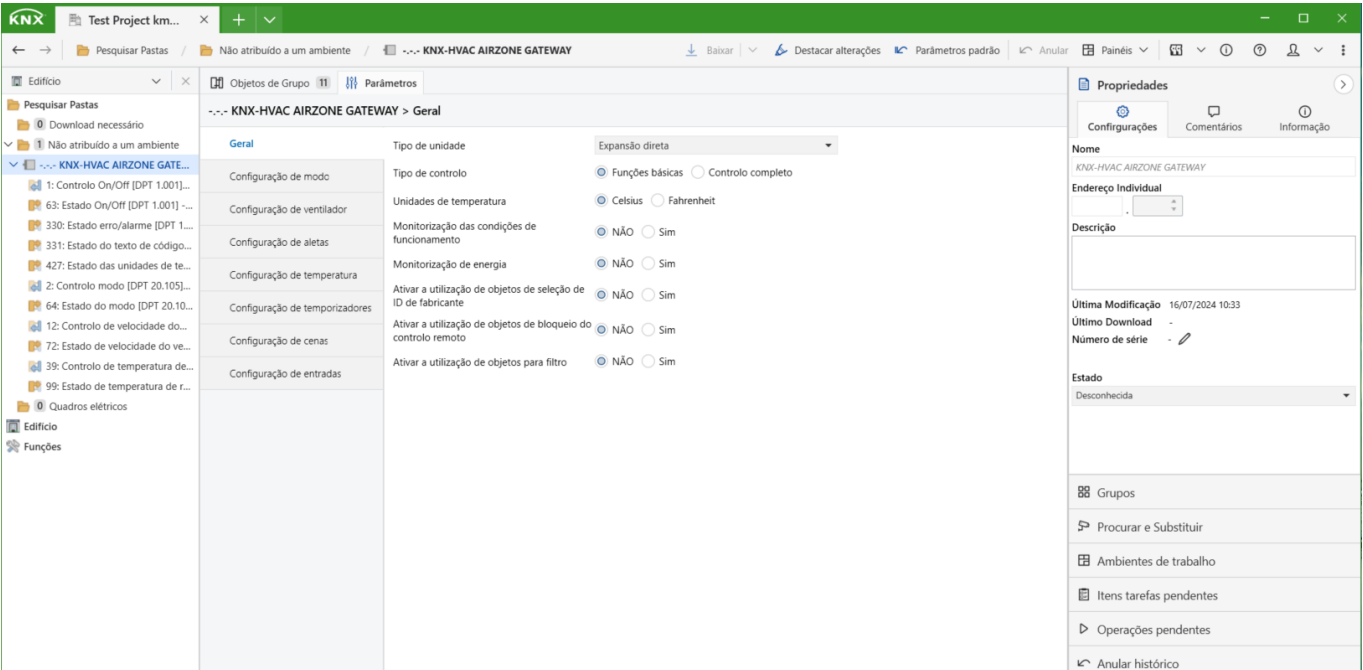 KNX
Test Project km...
Pesquisar Pastas / Não atribuído a um ambiente / -.-.- KNX-HVAC AIRZONE GATEWAY
Baixar
Destacar alterações
Parâmetros padrão
Anular
Painéis
Edifício
Pesquisar Pastas
0 Download necessário
1 Não atribuído a um ambiente
-.-.- KNX-HVAC AIRZONE GATE...
1: Controlo On/Off [DPT 1.001]...
63: Estado On/Off [DPT 1.001] -...
330: Estado erro/alarme [DPT 1....
331: Estado do texto de código...
427: Estado das unidades de te...
2: Controlo modo [DPT 20.105]...
64: Estado do modo [DPT 20.10...
12: Controlo de velocidade do...
72: Estado de velocidade do ve...
39: Controlo de temperatura de...
99: Estado de temperatura de r...
0 Quadros elétricos
Edifício
Funções
Objetos de Grupo 11
Parâmetros
-.-.- KNX-HVAC AIRZONE GATEWAY > Geral
Geral
Configuração de modo
Configuração de ventilador
Configuração de aletas
Configuração de temperatura
Configuração de temporizadores
Configuração de cenas
Configuração de entradas
Tipo de unidade Expansão direta
Tipo de controlo Funções básicas Controlo completo
Unidades de temperatura Celsius Fahrenheit
Monitorização das condições de
funcionamento
NÃO Sim
Monitorização de energia NÃO Sim
Ativar a utilização de objetos de seleção de
ID de fabricante
NÃO Sim
Ativar a utilização de objetos de bloqueio do
controlo remoto
NÃO Sim
Ativar a utilização de objetos para filtro NÃO Sim
Propriedades
Confirgurações
Comentários
Informação
Nome
KNX-HVAC AIRZONE GATEWAY
Endereço Individual
.
Descrição
Última Modificação 16/07/2024 10:33
Último Download -
Número de série -
Estado
Desconhecida
Grupos
Procurar e Substituir
Ambientes de trabalho
Itens tarefas pendentes
Operações pendentes
Anular histórico